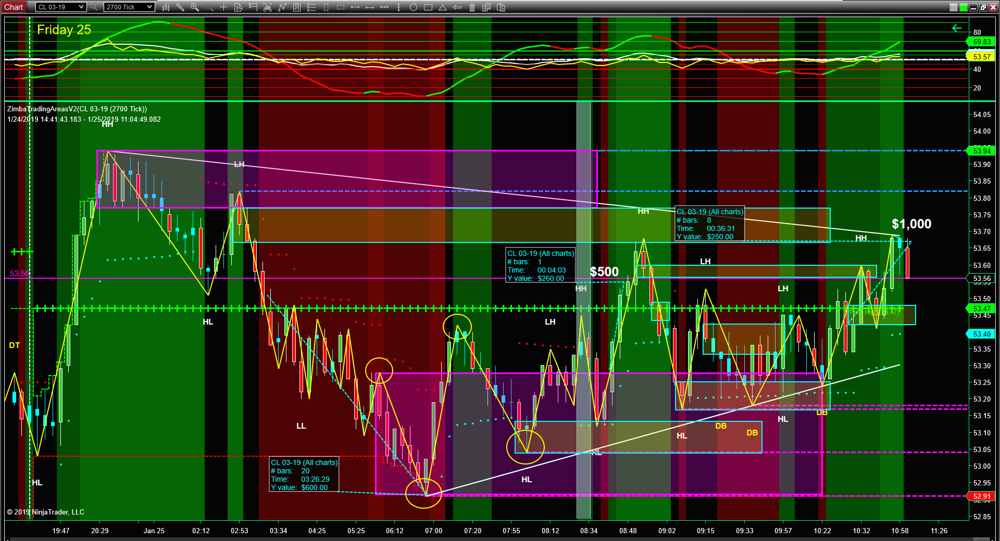 Chart CL 03-19 2700 Tick
Friday 25
80
69.83
53.57
40
20
ZimbaTradingAreasV2(CL 03-19 (2700 Tick))
1/24/2019 14:41:43.183 - 1/25/2019 11:04:49.082
HH
54.05
54.00
53.94
53.90
LH
53.85
53.80
53.75
HH
CL 03-19 (All charts)
# bars: 8
Time: 00:36:31
Y value: $250.00
$1,000
53.70
HH
53.65
CL 03-19 (All charts)
# bars: 1
Time: 00:04:03
Y value: $260.00
$500
LH
53.60
53.56
53.56
HH
LH
53.50
53.47
53.45
HL
LH
53.40
DT
53.35
53.30
53.25
53.20
DB
53.15
HL
LL
DB
DB
HL
53.10
53.05
HL
CL 03-19 (All charts)
# bars: 20
Time: 03:26:29
Y value: $600.00
53.00
HL
HL
52.95
52.91
© 2019 NinjaTrader, LLC
52.85
19:47 20:29 Jan 25 02:12 02:53 03:34 04:25 05:25 06:12 07:00 07:20 07:55 08:12 08:34 08:48 09:02 09:15 09:33 09:57 10:22 10:32 10:58 11:26